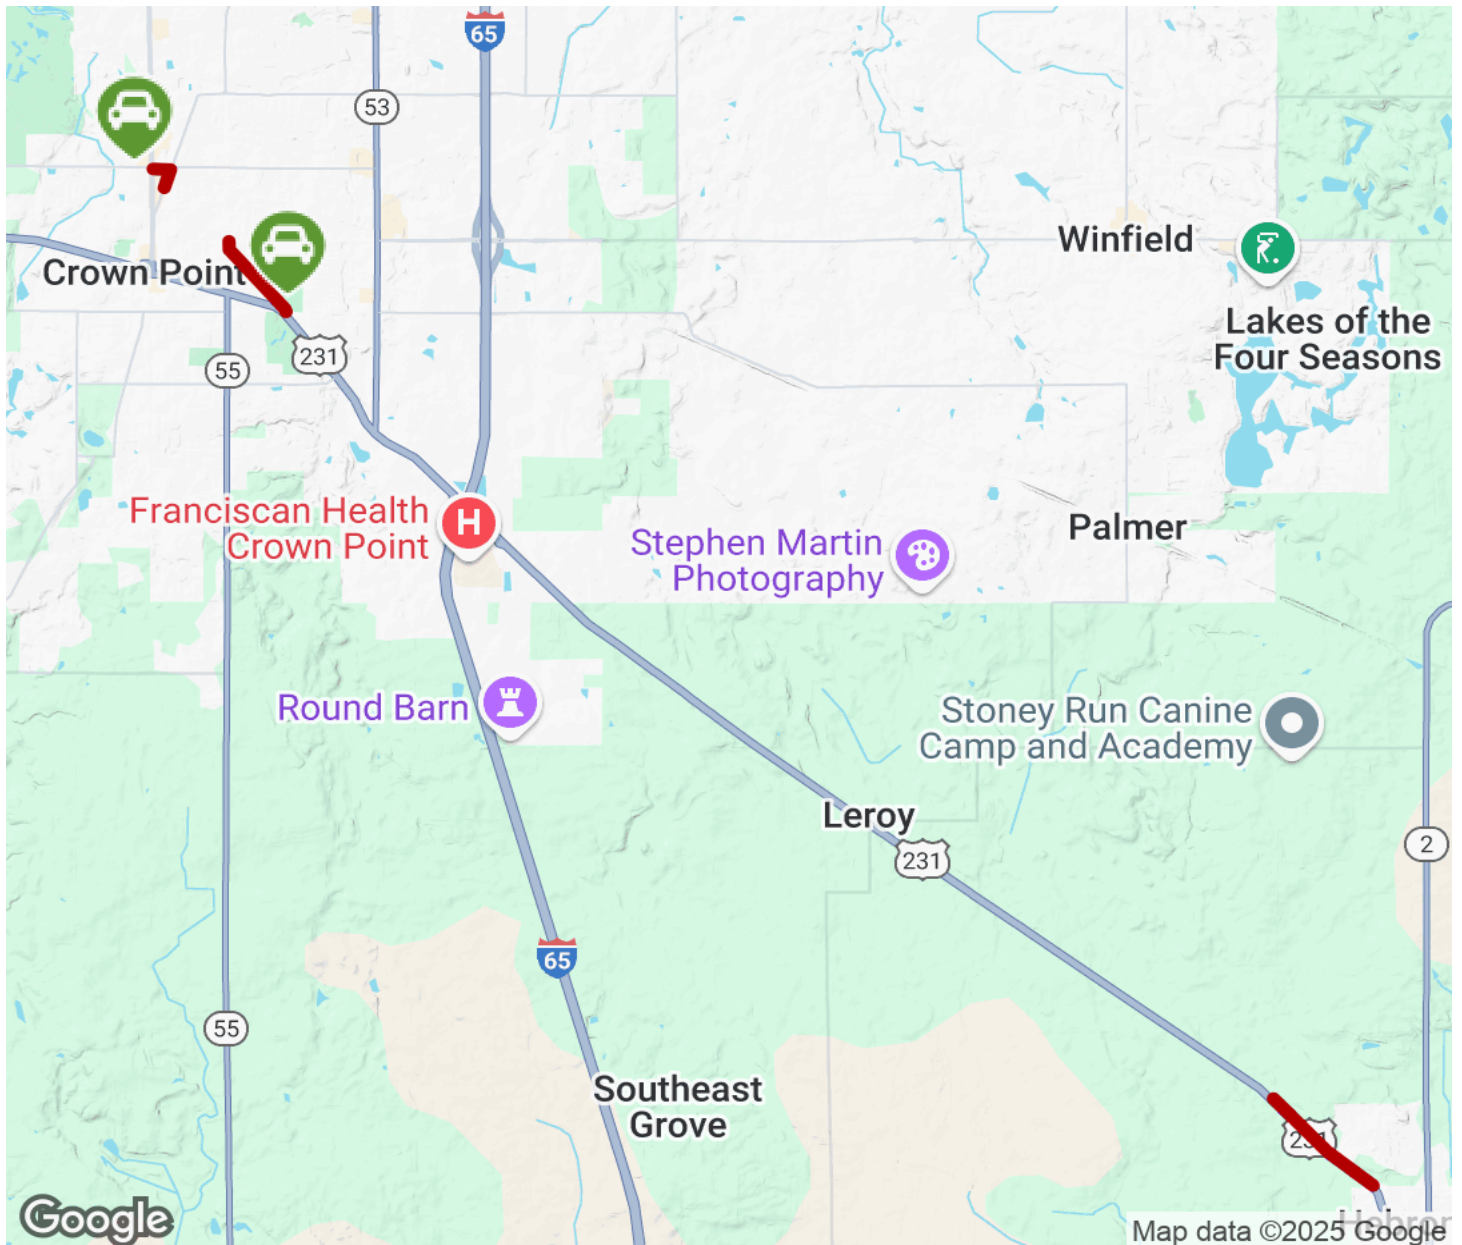 65
53
Crown Point
Winfield
Lakes of the
Four Seasons
231
55
Franciscan Health
Crown Point
H
Stephen Martin
Photography
Palmer
Round Barn
Stoney Run Canine
Camp and Academy
Leroy
231
2
65
55
Southeast
Grove
231
Hebron
Google
Map data ©2025 Google